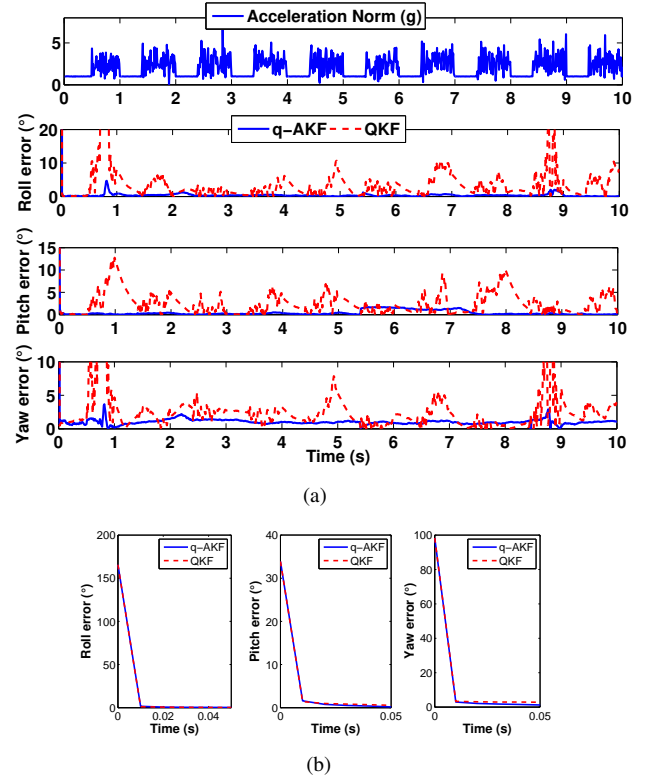 Acceleration Norm (g)
5
0
0 1 2 3 4 5 6 7 8 9 10
q-AKF QKF
Roll error (°)
20
10
0
0 1 2 3 4 5 6 7 8 9 10
Pitch error (°)
15
10
5
0
0 1 2 3 4 5 6 7 8 9 10
Yaw error (°)
10
5
0
0 1 2 3 4 5 6 7 8 9 10
Time (s)
(a)
Roll error (°)
200
150
100
50
0
0 0.02 0.04
Time (s)
q-AKF
QKF
Pitch error (°)
40
30
20
10
0
0 0.05
Time (s)
q-AKF
QKF
Yaw error (°)
100
80
60
40
20
0
0 0.05
Time (s)
q-AKF
QKF
(b)